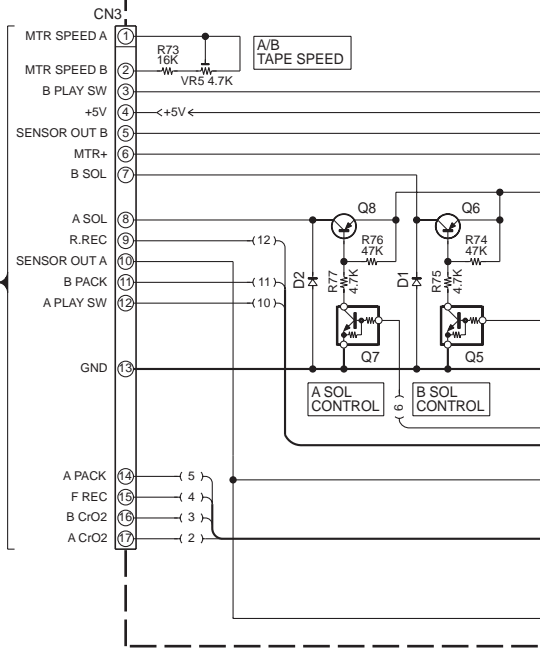 CN3
MTR SPEED A 1
R73
16K
A/B
TAPE SPEED
MTR SPEED B 2
VR5 4.7K
B PLAY SW 3
+5V 4 <+5V
SENSOR OUT B 5
MTR+ 6
B SOL 7
A SOL 8
Q8
Q6
R.REC 9 (12)
R76
47K
R74
47K
SENSOR OUT A 10
B PACK 11 (11)
D2
R77
4.7K
D1
R75
4.7K
A PLAY SW 12 (10)
Q7
Q5
GND 13
A SOL
CONTROL
6
B SOL
CONTROL
A PACK 14 (5)
F REC 15 (4)
B CrO2 16 (3)
A CrO2 17 (2)